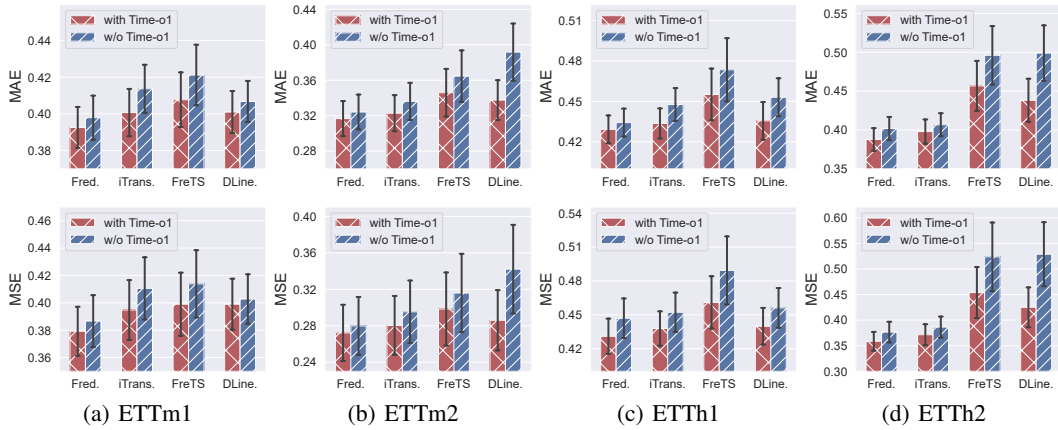 with Time-o1
w/o Time-o1
MAE
0.44
0.42
0.40
0.38
Fred. iTrans. FreTS DLine.
with Time-o1
w/o Time-o1
MAE
0.44
0.40
0.36
0.32
0.28
Fred. iTrans. FreTS DLine.
with Time-o1
w/o Time-o1
MAE
0.51
0.48
0.45
0.42
Fred. iTrans. FreTS DLine.
with Time-o1
w/o Time-o1
MAE
0.55
0.50
0.45
0.40
0.35
Fred. iTrans. FreTS DLine.
with Time-o1
w/o Time-o1
MSE
0.46
0.44
0.42
0.40
0.38
0.36
Fred. iTrans. FreTS DLine.
with Time-o1
w/o Time-o1
MSE
0.40
0.36
0.32
0.28
0.24
Fred. iTrans. FreTS DLine.
with Time-o1
w/o Time-o1
MSE
0.54
0.51
0.48
0.45
0.42
Fred. iTrans. FreTS DLine.
with Time-o1
w/o Time-o1
MSE
0.60
0.55
0.50
0.45
0.40
0.35
0.30
Fred. iTrans. FreTS DLine.
(a) ETTm1
(b) ETTm2
(c) ETTh1
(d) ETTh2